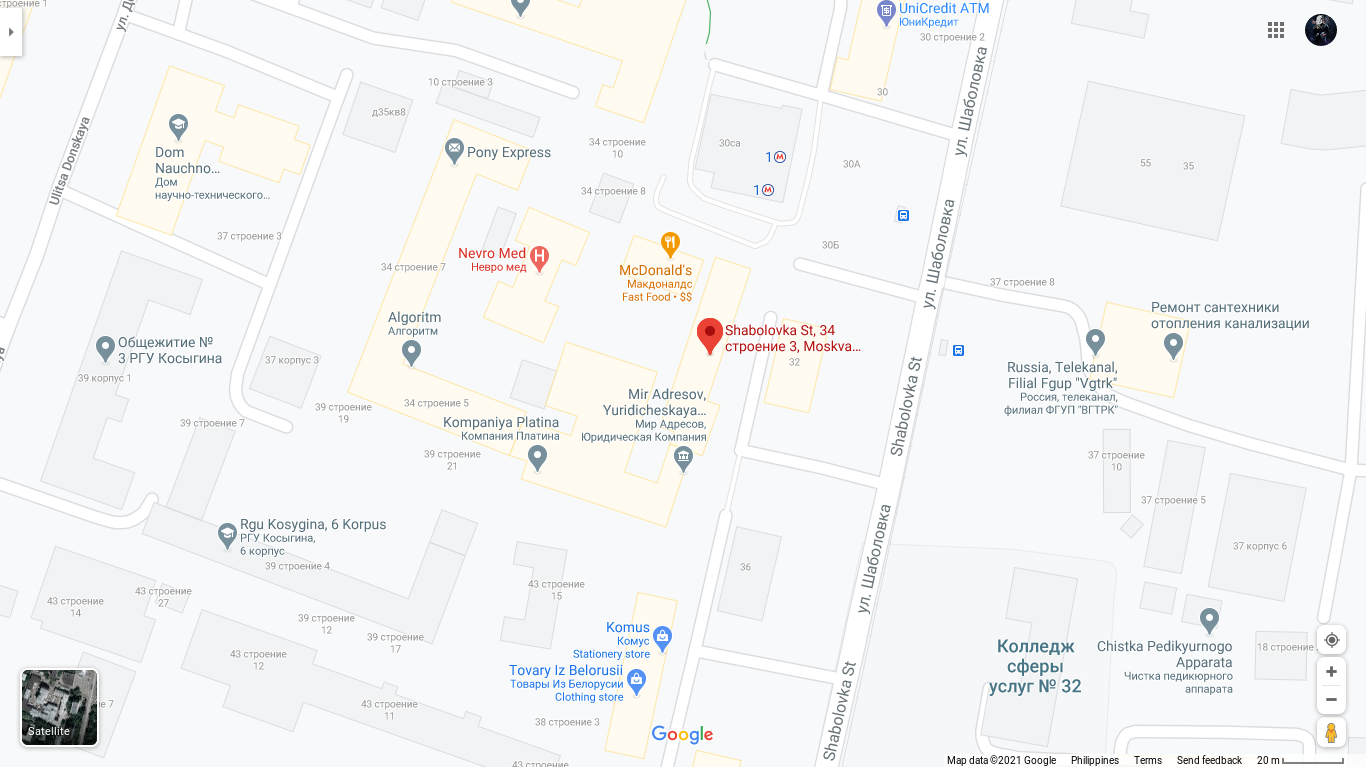 строение 1
ул. До
UniCredit ATM
ЮниКредит
30 строение 2
30
10 строение 3
д35кв8
Ulitsa Donskaya
Dom
Nauchno...
Дом
научно-технического...
Pony Express
34 строение
10
30са
1
1
30А
ул. Шаболовка
55
35
34 строение 8
37 строение 3
34 строение 7
Nevro Med
Невро мед
McDonald's
Макдоналдс
Fast Food • $$
30Б
ул. Шаболовка
37 строение 8
Ремонт сантехники
отопления канализации
Algoritm
Алгоритм
Shabolovka St, 34
строение 3, Moskva...
32
Общежитие №
3 РГУ Косыгина
39 корпус 1
37 корпус 3
Russia, Telekanal,
Filial Fgup "Vgtrk"
Россия, телеканал,
филиал ФГУП "ВГТРК"
Shabolovka St
39 строение
19
39 строение 7
34 строение 5
Mir Adresov,
Yuridicheskaya...
Мир Адресов,
Юридическая Компания
Kompaniya Platina
Компания Платина
39 строение
21
37 строение
10
37 строение 5
37 корпус 6
ул. Шаболовка
Rgu Kosygina, 6 Korpus
РГУ Косыгина,
6 корпус
39 строение 4
36
43 строение
14
43 строение
27
43 строение
15
39 строение
12
39 строение
17
43 строение
12
Komus
Комус
Stationery store
Tovary Iz Belorusii
Товары Из Белорусии
Clothing store
Колледж
сферы
услуг № 32
Chistka Pedikyurnogo
Apparata
Чистка педикюрного
аппарата
18 строение
Shabolovka St
43 строение
11
38 строение 3
строение 7
Satellite
Google
Map data ©2021 Google
Philippines
Terms
Send feedback
20 m